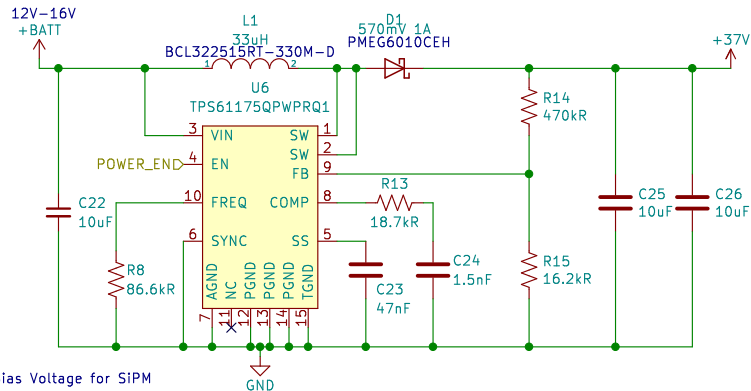 12V-16V
+BATT
L1
33uH
BCL322515RT-330M-D
1
2
D1
570mV 1A
PMEG6010CEH
+37V
U6
TPS61175QPWPRQ1
3
VIN
SW
1
SW
2
POWER_EN
4
EN
FB
9
10
FREQ
COMP
8
6
SYNC
SS
5
AGND
NC
PGND
PGND
PGND
TGND
7
11
12
13
14
15
R14
470kR
R13
18.7kR
C22
10uF
R8
86.6kR
C23
47nF
C24
1.5nF
R15
16.2kR
C25
10uF
C26
10uF
GND
ias Voltage for SiPM